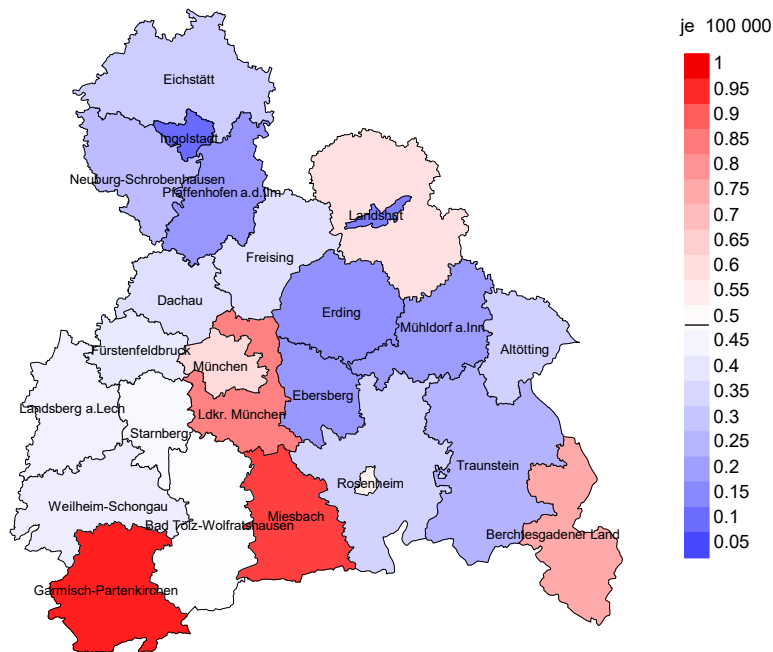 je 100 000
Eichstätt
Ingolstadt
Neuburg-Schrobenhausen
Pfaffenhofen a.d.Ilm
Landshut
Freising
Dachau
Erding
Mühldorf a.Inn
Altötting
Fürstenfeldbruck
München
Ebersberg
Landsberg a.Lech
Ldkr. München
Starnberg
Traunstein
Rosenheim
Weilheim-Schongau
Miesbach
Bad Tölz-Wolfratshausen
Berchtesgadener Land
Garmisch-Partenkirchen
1
0.95
0.9
0.8
0.75
0.7
0.65
0.6
0.55
0.5
0.45
0.4
0.35
0.3
0.25
0.2
0.15
0.1
0.05